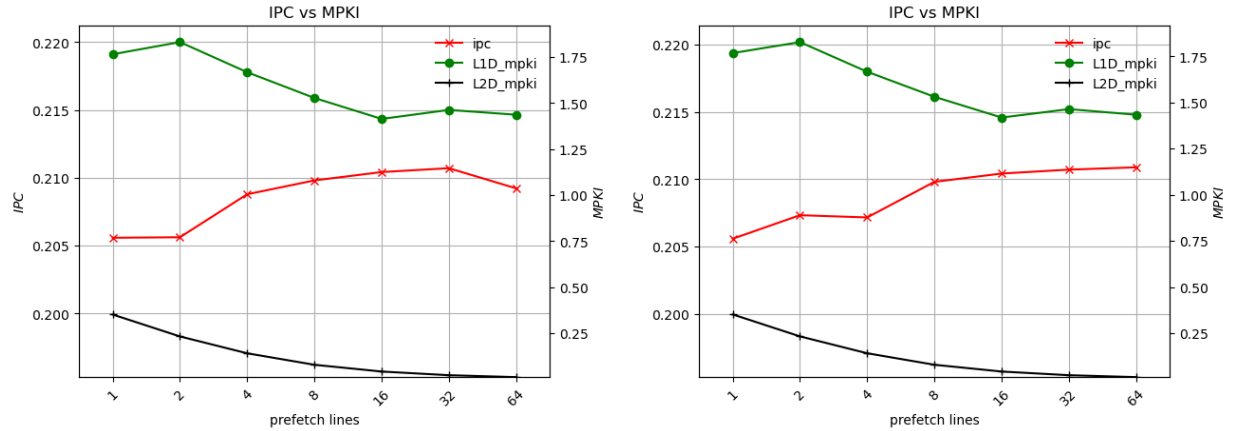 IPC vs MPKI
0.220
0.215
0.210
0.205
0.200
IPC
ipc
L1D_mpki
L2D_mpki
1.75
1.50
1.25
1.00
0.75
0.50
0.25
MPKI
1 2 4 8 16 32 64
prefetch lines
IPC vs MPKI
0.220
0.215
0.210
0.205
0.200
IPC
ipc
L1D_mpki
L2D_mpki
1.75
1.50
1.25
1.00
0.75
0.50
0.25
MPKI
1 2 4 8 16 32 64
prefetch lines